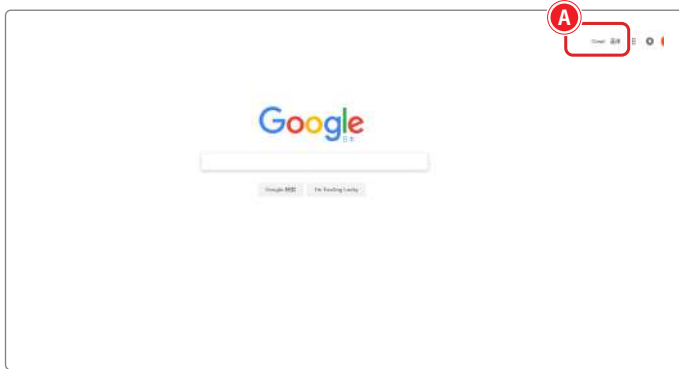 A
Gmail 画像
Google
日本
Google 検索 I'm Feeling Lucky